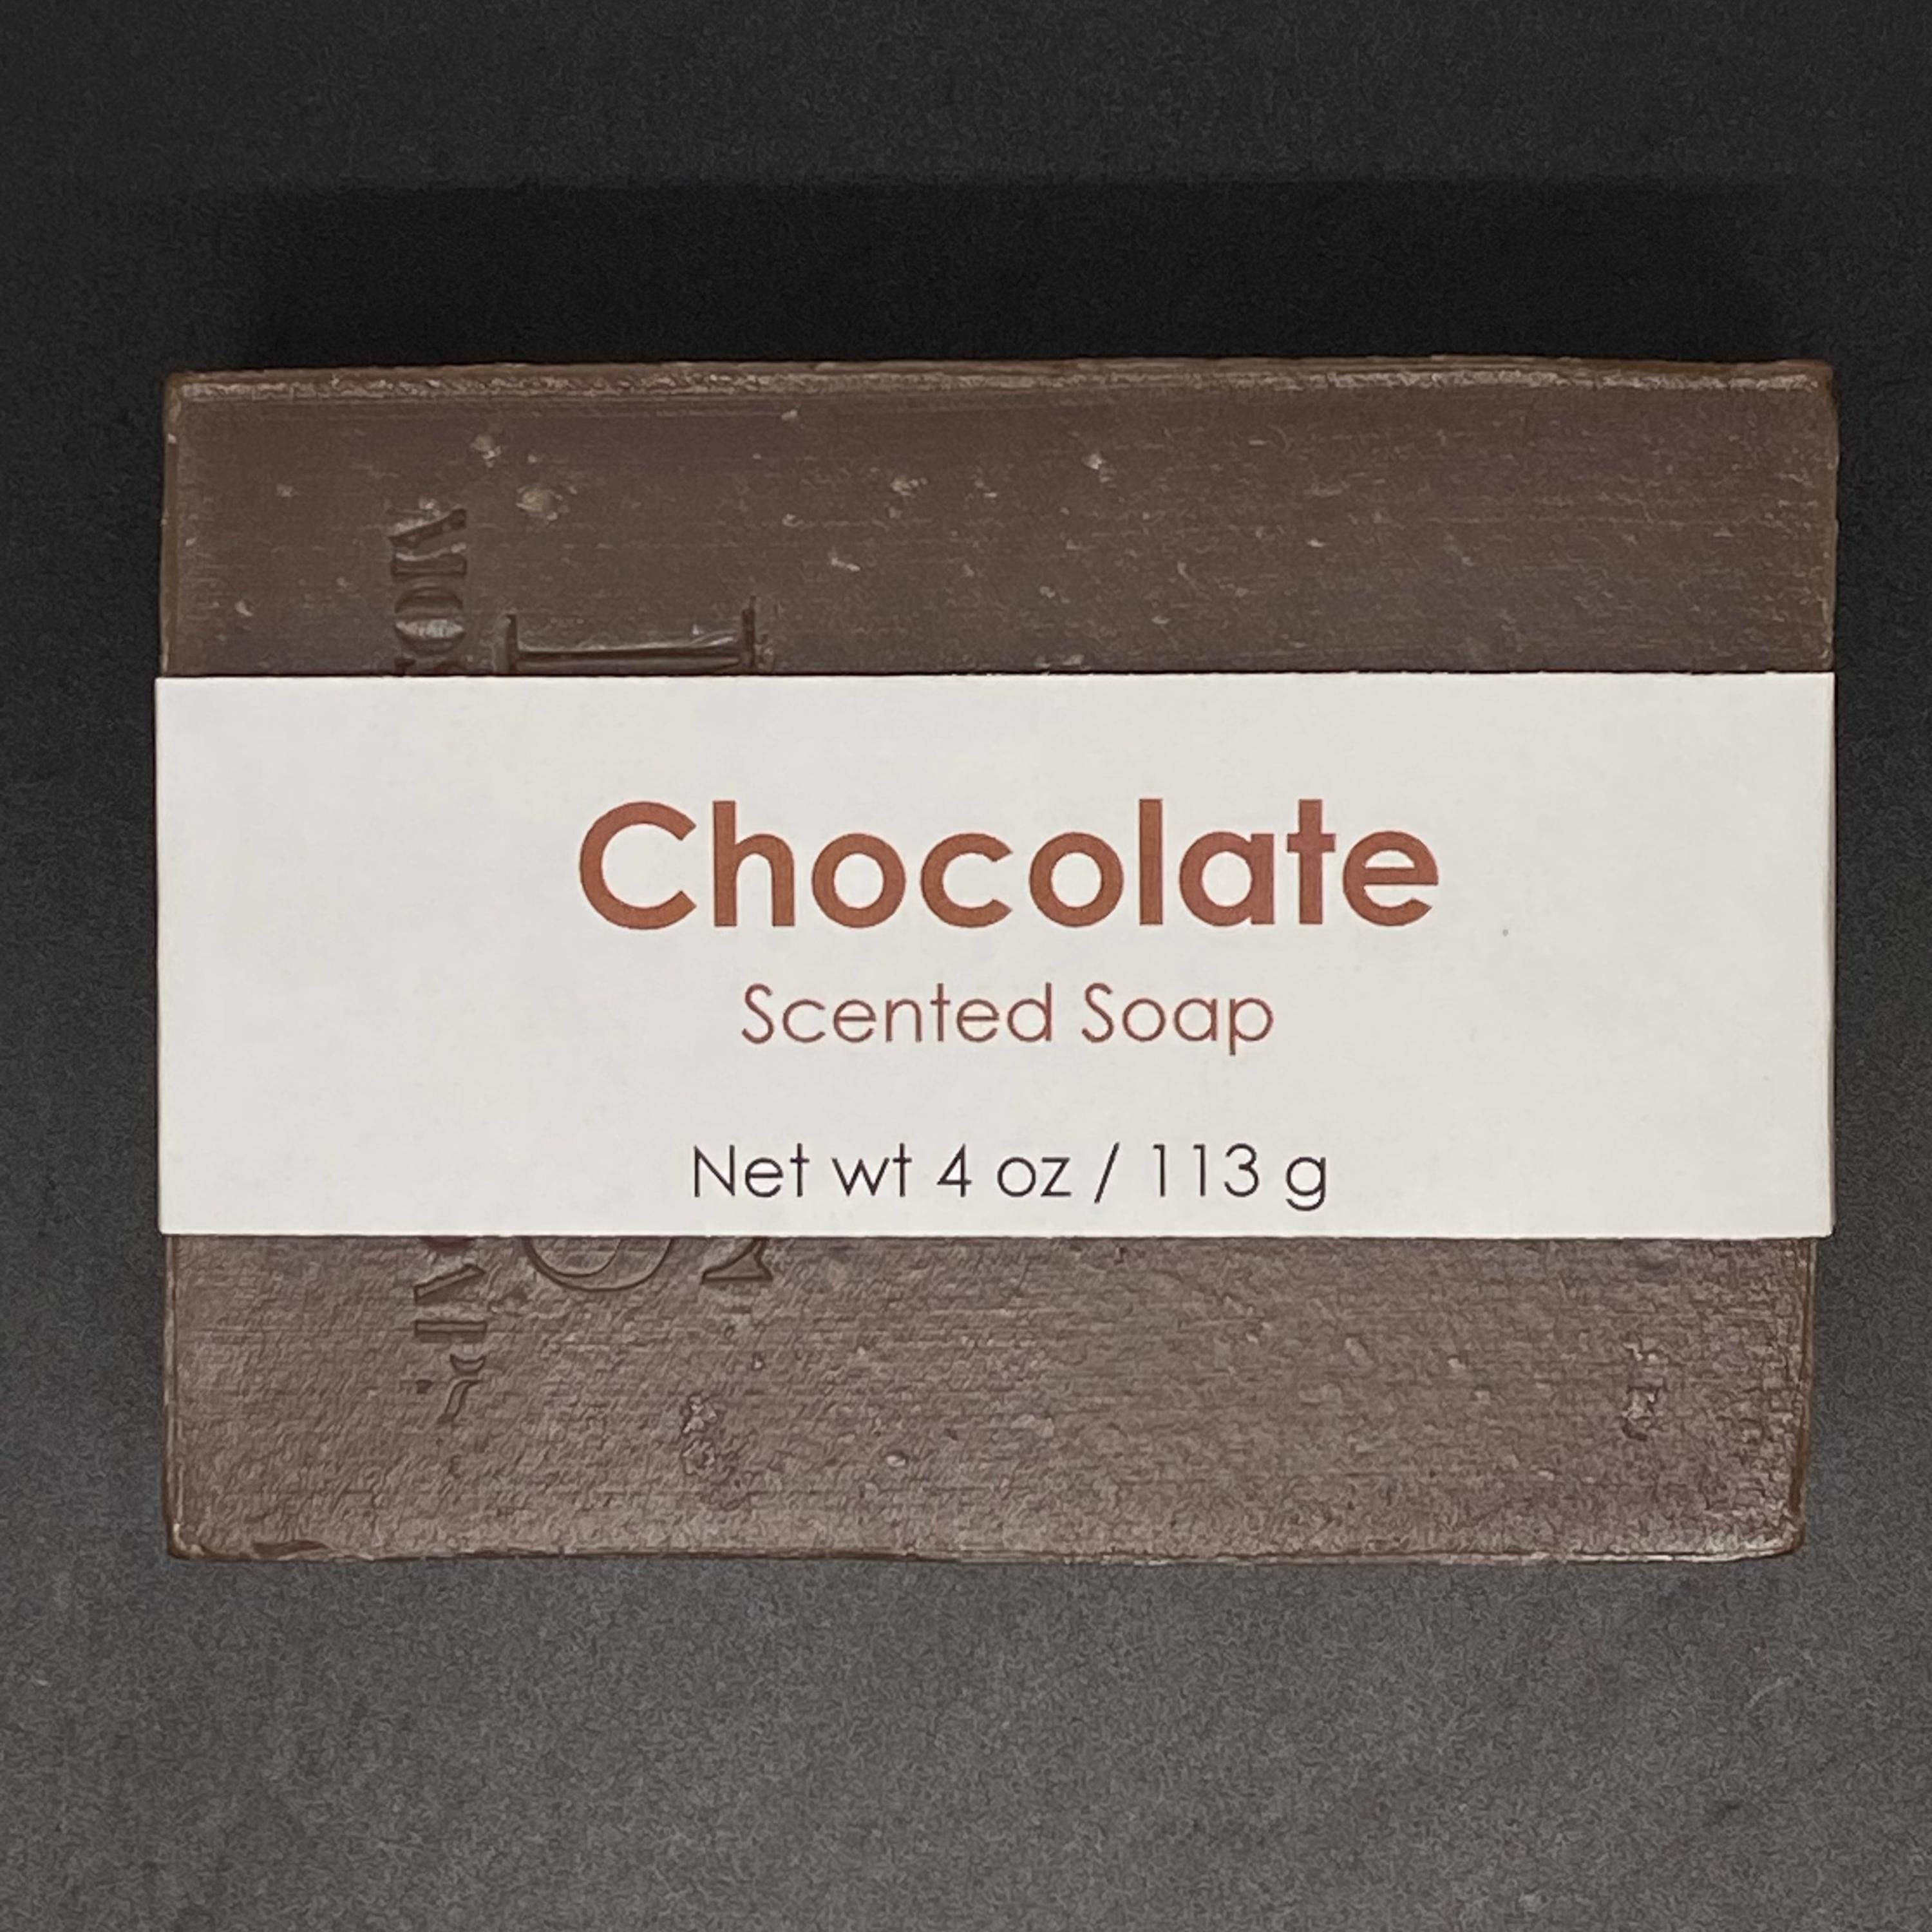 Chocolate
Scented Soap
Net wt 4 oz / 113 g